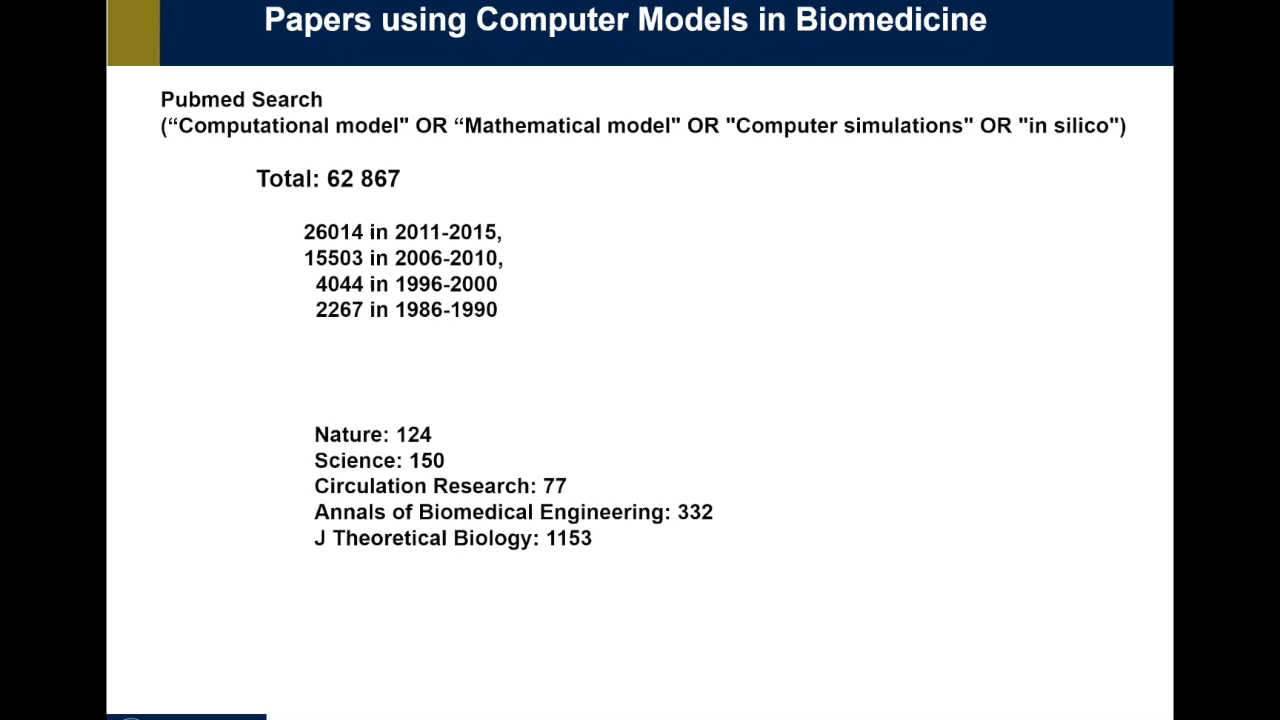 Papers using Computer Models in Biomedicine
Pubmed Search
(“Computational model" OR “Mathematical model" OR "Computer simulations" OR "in silico")
Total: 62 867
26014 in 2011-2015,
15503 in 2006-2010,
4044 in 1996-2000
2267 in 1986-1990
Nature: 124
Science: 150
Circulation Research: 77
Annals of Biomedical Engineering: 332
J Theoretical Biology: 1153